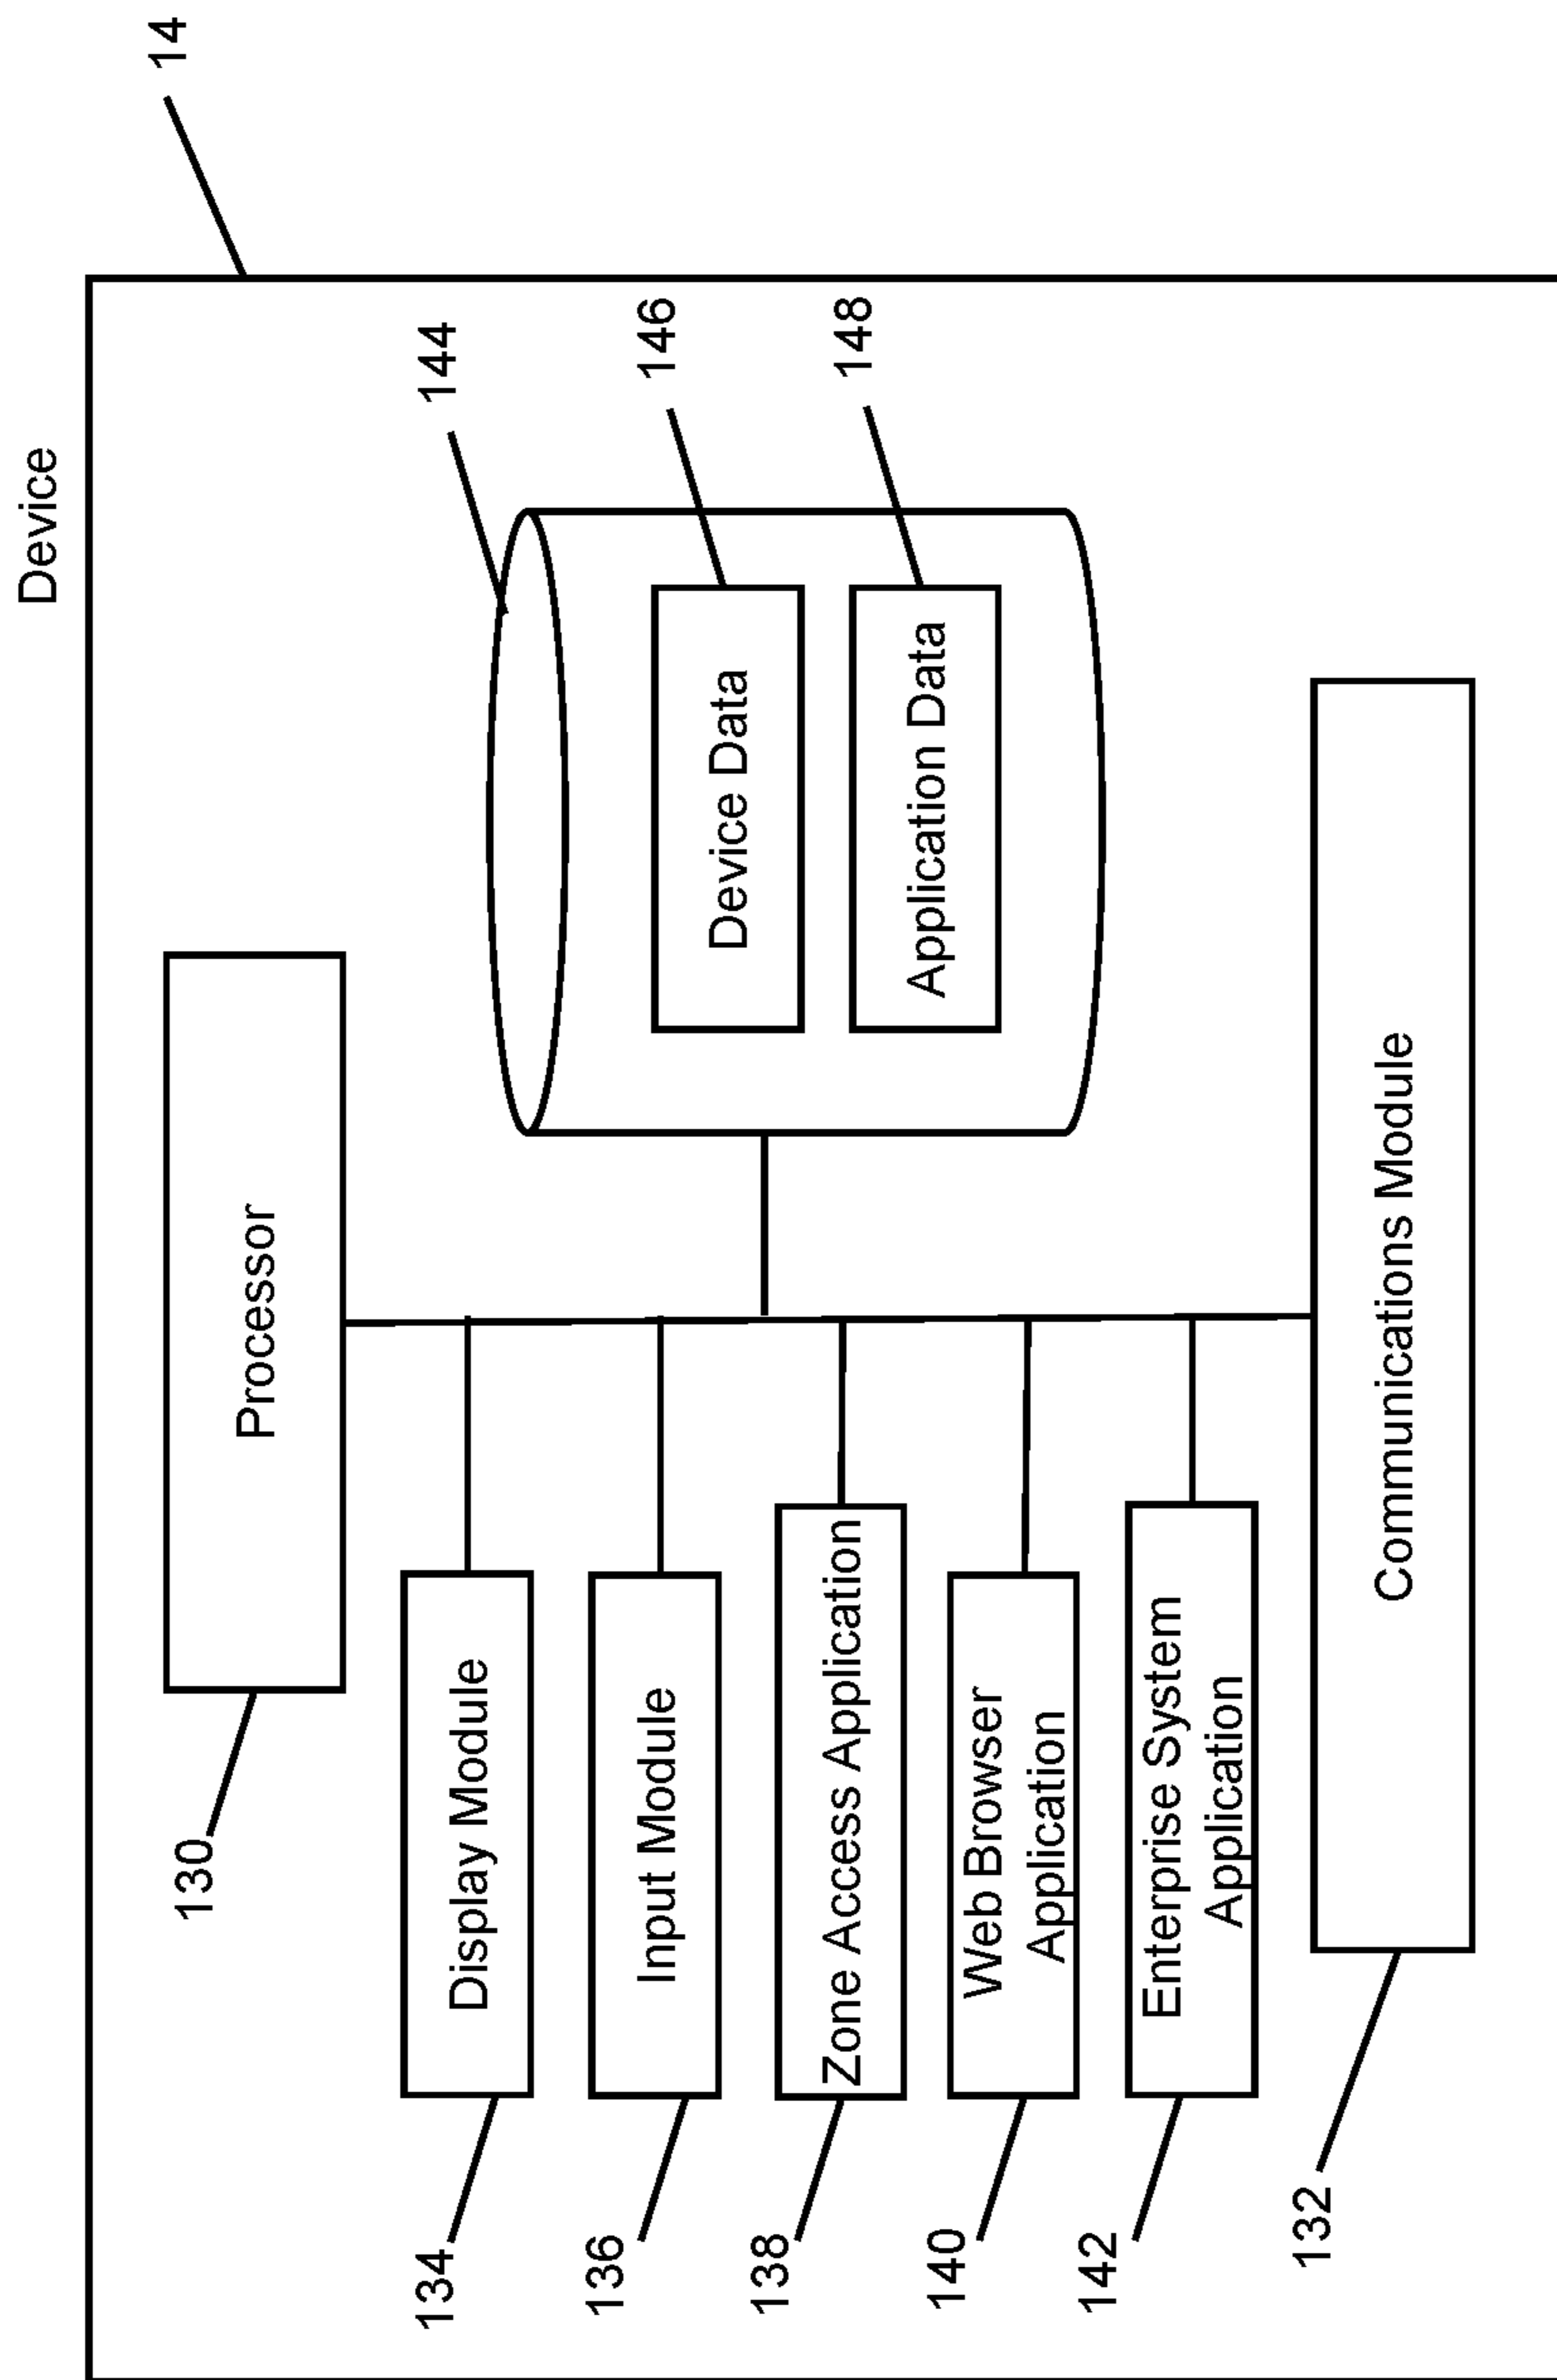 Device
14
Processor
130
144
Display Module
134
Input Module
136
Device Data
146
Zone Access Application
138
Application Data
148
Web Browser
Application
140
Enterprise System
Application
142
Communications Module
132